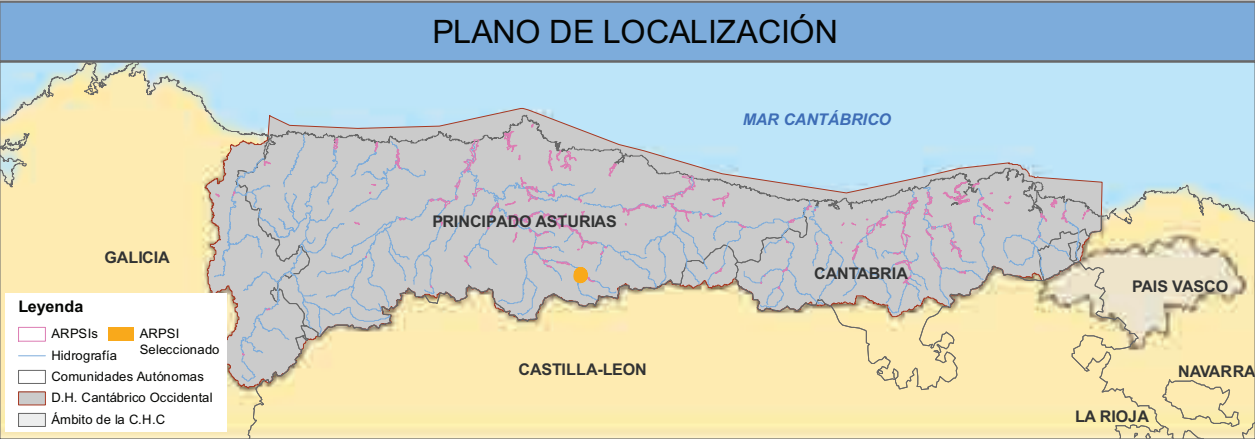 PLANO DE LOCALIZACIÓN
MAR CANTÁBRICO
PRINCIPADO ASTURIAS
GALICIA
CANTABRIA
PAIS VASCO
CASTILLA-LEON
NAVARRA
LA RIOJA
Leyenda
ARPSIs
ARPSI
Seleccionado
Hidrografía
Comunidades Autónomas
D.H. Cantábrico Occidental
Ámbito de la C.H.C